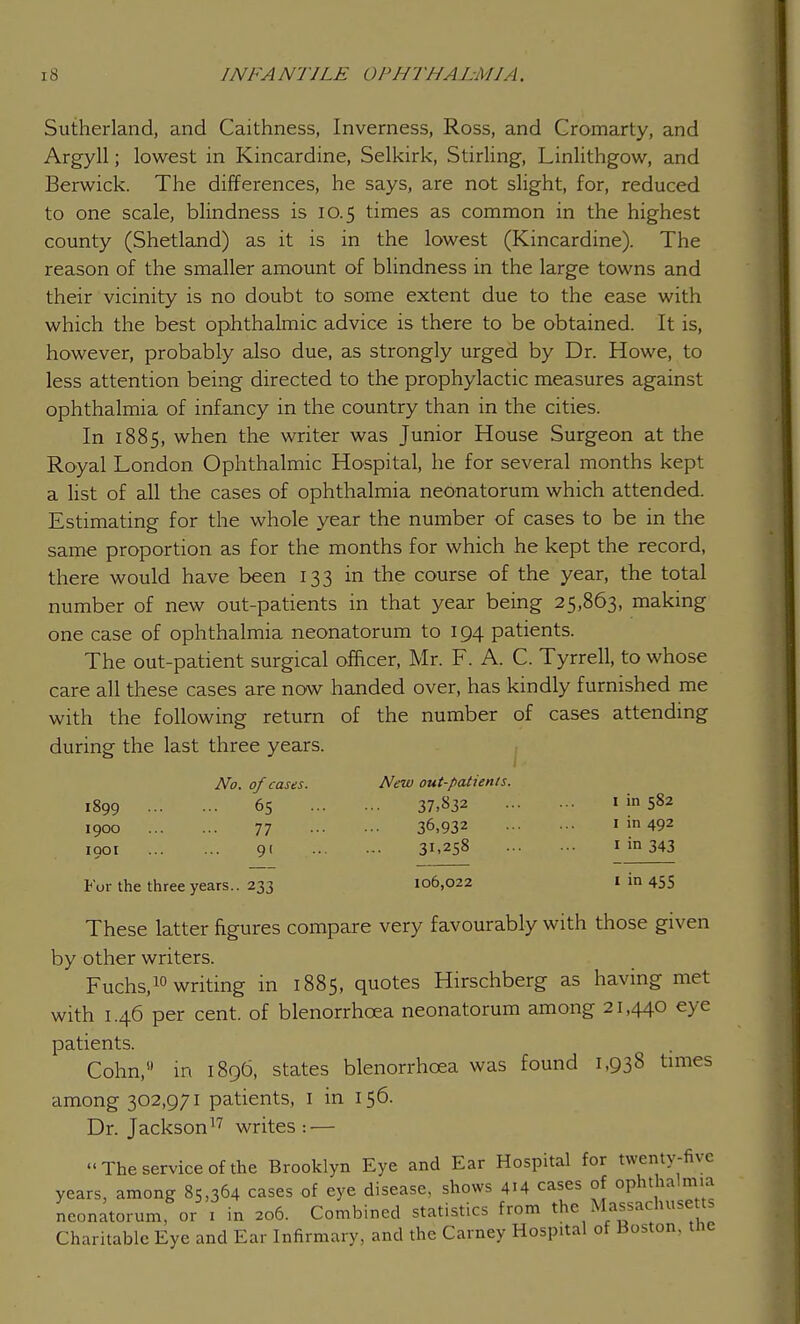 18 INFANTILE OPHTHALMIA.
Sutherland, and Caithness, Inverness, Ross, and Cromarty, and
Argyll; lowest in Kincardine, Selkirk, Stirling, Linlithgow, and
Berwick. The differences, he says, are not slight, for, reduced
to one scale, blindness is 10.5 times as common in the highest
county (Shetland) as it is in the lowest (Kincardine). The
reason of the smaller amount of blindness in the large towns and
their vicinity is no doubt to some extent due to the ease with
which the best ophthalmic advice is there to be obtained. It is,
however, probably also due, as strongly urged by Dr. Howe, to
less attention being directed to the prophylactic measures against
ophthalmia of infancy in the country than in the cities.
In 1885, when the writer was Junior House Surgeon at the
Royal London Ophthalmic Hospital, he for several months kept
a list of all the cases of ophthalmia neonatorum which attended.
Estimating for the whole year the number of cases to be in the
same proportion as for the months for which he kept the record,
there would have been 133 in the course of the year, the total
number of new out-patients in that year being 25,863, making
one case of ophthalmia neonatorum to 194 patients.
The out-patient surgical officer, Mr. F. A. C. Tyrrell, to whose
care all these cases are now handed over, has kindly furnished me
with the following return of the number of cases attending
during the last three years.
No. of cases. New out-patients.
1899 ... ... 65 ... ... 37,832 ... ... 1 in 582
1900 ... ... 77 ... ... 36,932 ... ... 1 in 492
1901 ... ... 91 ... ... 31,258 ... ... 1 in 343
For the three years.. 233 106,022 1 in 455
These latter figures compare very favourably with those given
by other writers.
Fuchs,10 writing in 1885, quotes Hirschberg as having met
with 1.46 per cent. of blenorrhœa neonatorum among 21,440 eye
patients.
Cohn,9 in 1896, states blenorrhœa was found 1,938 times
among 302,971 patients, 1 in 156.
Dr. Jackson17 writes:—
"The service of the Brooklyn Eye and Ear Hospital for twenty-five
years, among 85,364 cases of eye disease, shows 414 cases of ophthalmia
neonatorum, or 1 in 206. Combined statistics from the Massachusetts
Charitable Eye and Ear Infirmary, and the Carney Hospital of Boston, the